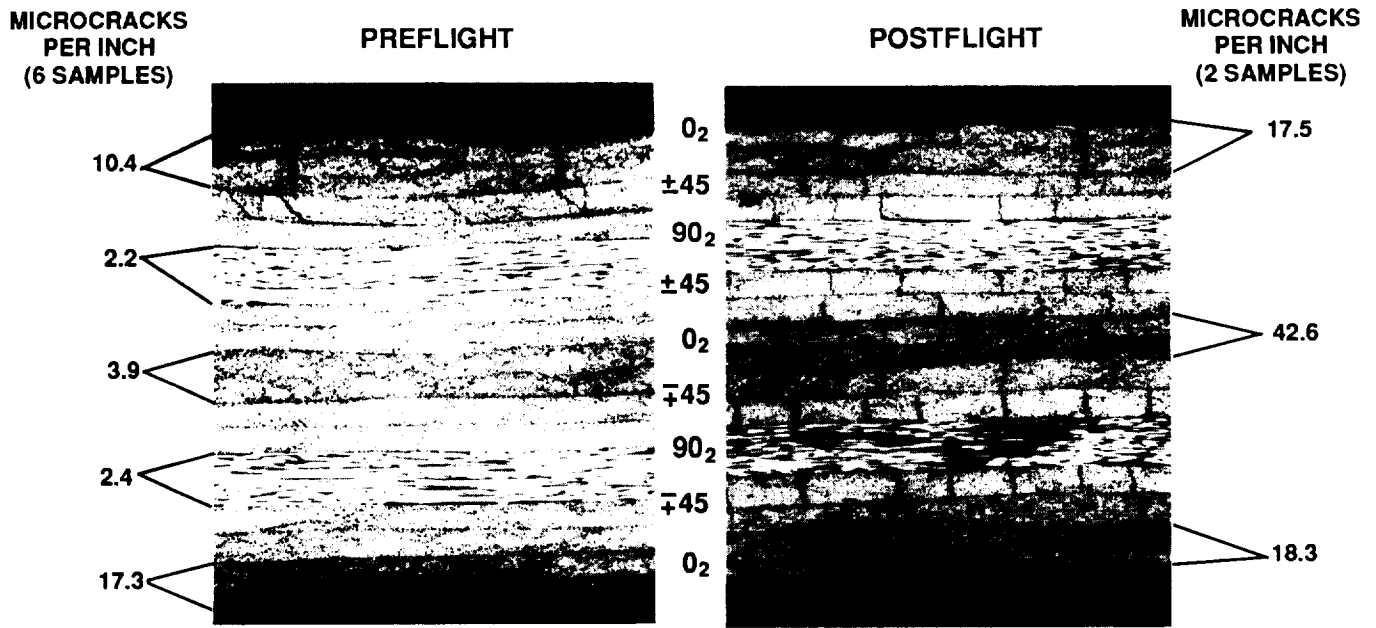 MICROCRACKS
PER INCH
(6 SAMPLES)
PREFLIGHT
POSTFLIGHT
MICROCRACKS
PER INCH
(2 SAMPLES)
10.4
2.2
3.9
2.4
17.3
0₂
±45
90₂
±45
0₂
∓45
90₂
∓45
0₂
17.5
42.6
18.3